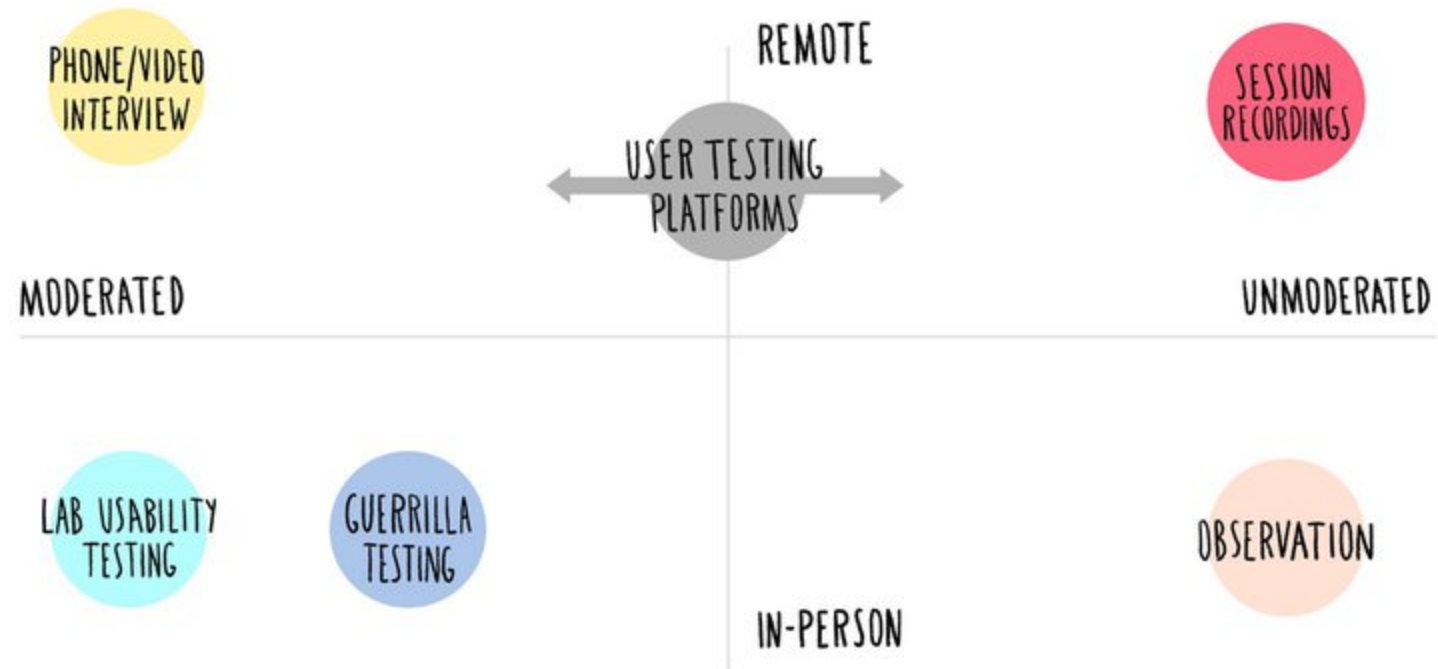 REMOTE
PHONE/VIDEO
INTERVIEW
SESSION
RECORDINGS
USER TESTING
PLATFORMS
MODERATED
UNMODERATED
LAB USABILITY
TESTING
GUERRILLA
TESTING
OBSERVATION
IN-PERSON